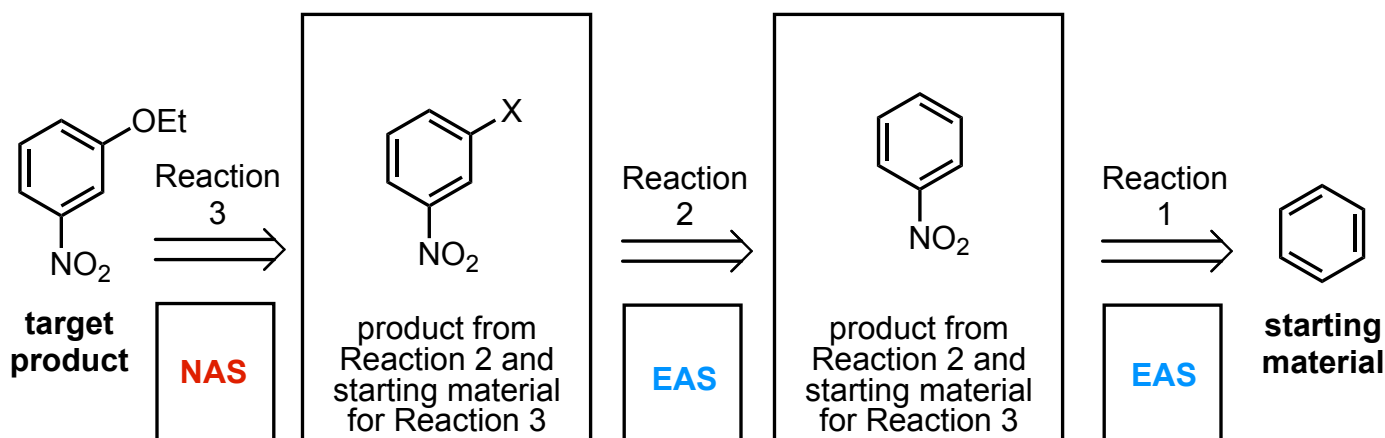 OEt
NO₂
target
product
Reaction
3
NAS
X
NO₂
product from
Reaction 2 and
starting material
for Reaction 3
Reaction
2
EAS
NO₂
product from
Reaction 2 and
starting material
for Reaction 3
Reaction
1
EAS
starting
material